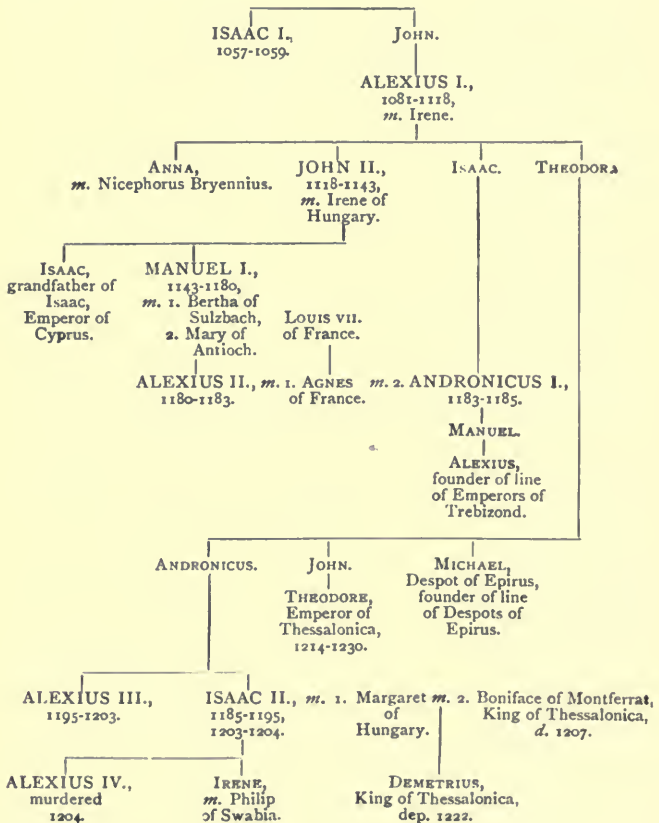 ISAAC I.,
1057-1059.
JOHN.
ALEXIUS I.,
1081-1118,
m. Irene.
ANNA,
m. Nicephorus Bryennius.
JOHN II.,
1118-1143,
m. Irene of
Hungary.
ISAAC.
THEODORA
ISAAC,
grandfather of
Isaac,
Emperor of
Cyprus.
MANUEL I.,
1143-1180,
m. 1. Bertha of
Sulzbach,
2. Mary of
Antioch.
LOUIS VII.
of France.
ALEXIUS II.,
1180-1183.
m. 1. AGNES
of France.
m. 2. ANDRONICUS I.,
1183-1185.
MANUEL.
ALEXIUS,
founder of line
of Emperors of
Trebizond.
ANDRONICUS.
JOHN.
THEODORE,
Emperor of
Thessalonica,
1214-1230.
MICHAEL,
Despot of Epirus,
founder of line
of Despots of
Epirus.
ALEXIUS III.,
1195-1203.
ISAAC II.,
1185-1195,
1203-1204.
m. 1. Margaret
of
Hungary.
m. 2. Boniface of Montferrat,
King of Thessalonica,
d. 1207.
ALEXIUS IV.,
murdered
1204.
IRENE,
m. Philip
of Swabia.
DEMETRIUS,
King of Thessalonica,
dep. 1222.